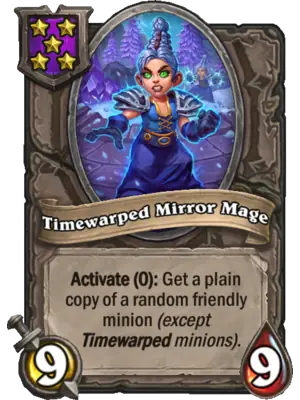 Timewarped Mirror Mage
Activate (0): Get a plain
copy of a random friendly
minion (except
Timewarped minions).
9 9